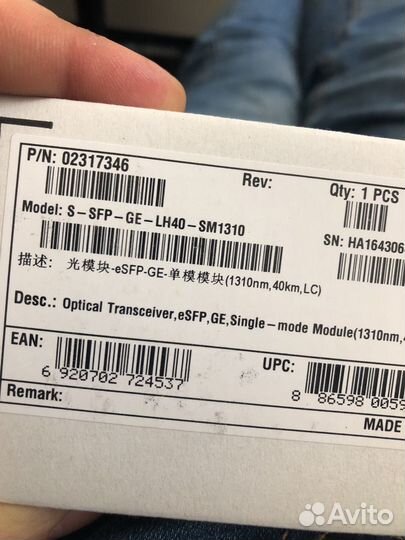 P/N: 02317346
Rev:
Qty: 1 PCS
Model: S-SFP-GE-LH40-SM1310
SN: HA164306
描述: 光模块-eSFP-GE-单模模块(1310nm,40km,LC)
Desc.: Optical Transceiver,eSFP,GE,Single-mode Module(1310nm,
EAN:
6 920702 724537
UPC:
8 86598 0059
Remark:
MADE
Avito